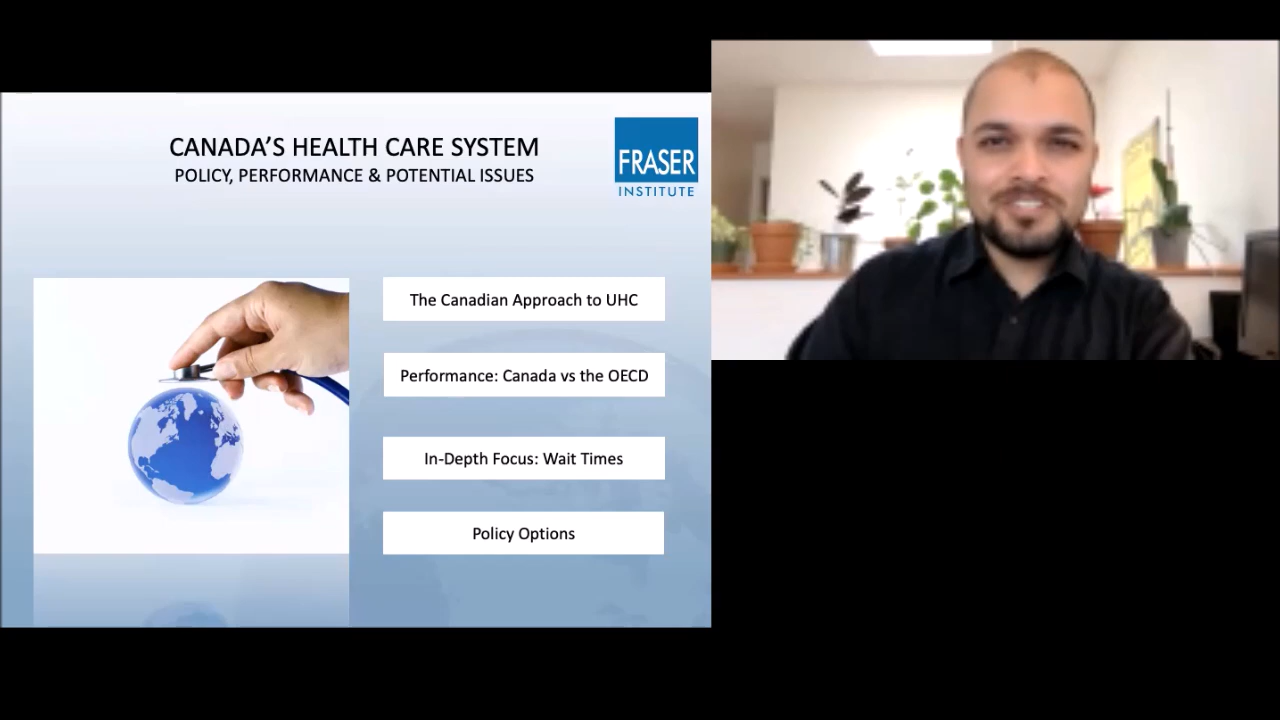 CANADA'S HEALTH CARE SYSTEM
POLICY, PERFORMANCE & POTENTIAL ISSUES
FRASER
INSTITUTE
The Canadian Approach to UHC
Performance: Canada vs the OECD
In-Depth Focus: Wait Times
Policy Options